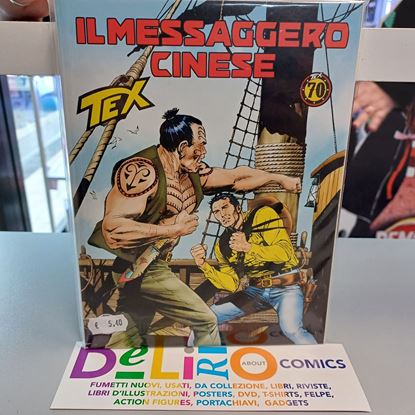 IL MESSAGGERO
CINESE
TEX
70
€ 5,40
DeLiRiO ABOUT COMICS
FUMETTI NUOVI, USATI, DA COLLEZIONE, LIBRI, RIVISTE,
LIBRI D'ILLUSTRAZIONI, POSTERS, DVD, T-SHIRTS, FELPE,
ACTION FIGURES, PORTACHIAVI, GADGETS